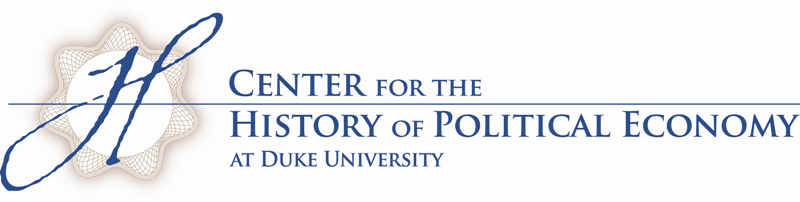 H
CENTER FOR THE
HISTORY OF POLITICAL ECONOMY
AT DUKE UNIVERSITY